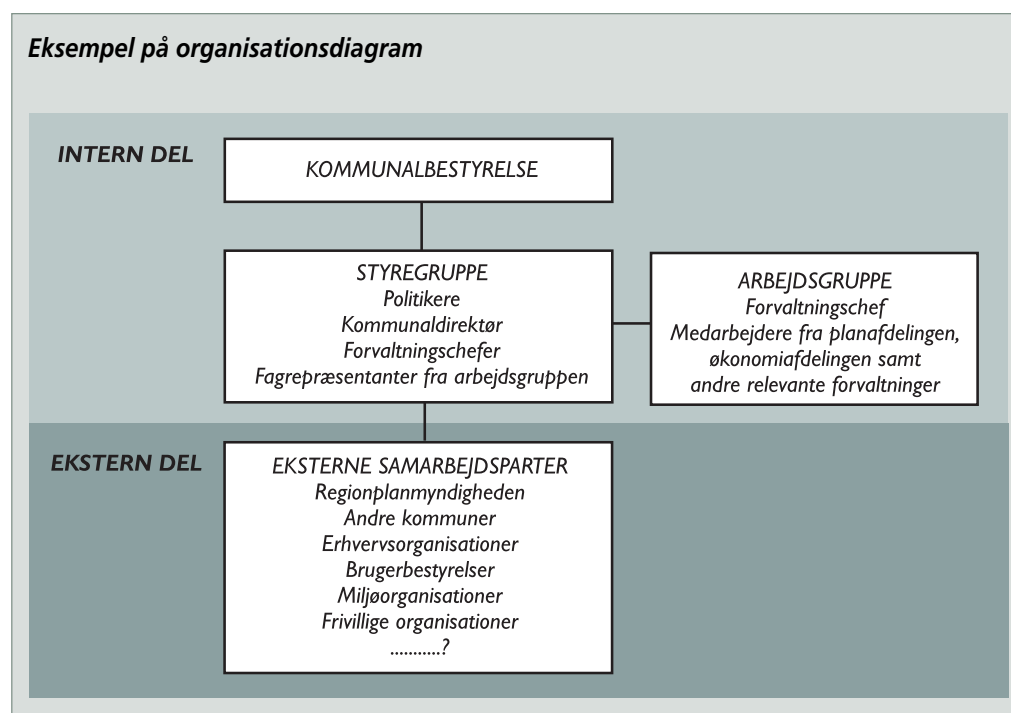 Eksempel på organisationsdiagram
INTERN DEL
KOMMUNALBESTYRELSE
STYREGRUPPE
Politikere
Kommunaldirektør
Forvaltningschefer
Fagrepræsentanter fra arbejdsgruppen
ARBEJDSGRUPPE
Forvaltningschef
Medarbejdere fra planafdelingen,
økonomiafdelingen samt
andre relevante forvaltninger
EKSTERN DEL
EKSTERNE SAMARBEJDSPARTER
Regionplanmyndigheden
Andre kommuner
Erhvervsorganisationer
Brugerbestyrelser
Miljøorganisationer
Frivillige organisationer
...........?